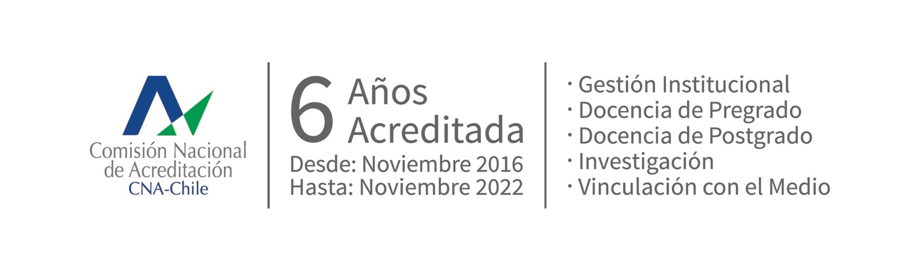 Comisión Nacional
de Acreditación
CNA-Chile
6 Años
Acreditada
Desde: Noviembre 2016
Hasta: Noviembre 2022
· Gestión Institucional
· Docencia de Pregrado
· Docencia de Postgrado
· Investigación
· Vinculación con el Medio